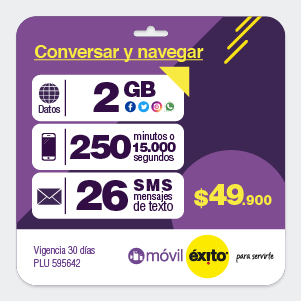 Conversar y navegar
Datos
2 GB
250 minutos o
15.000
segundos
26 SMS
mensajes
de texto
$49.900
Vigencia 30 días
PLU 595642
móvil éxito para servirte